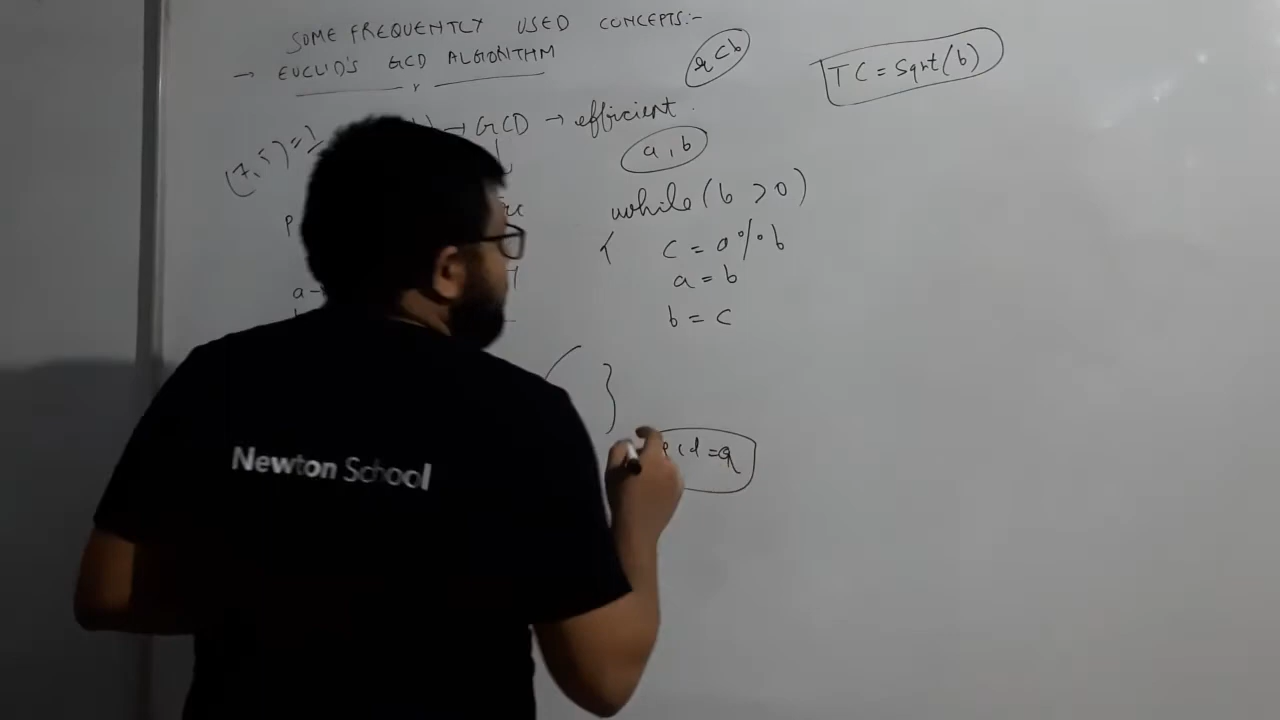 SOME FREQUENTLY USED CONCEPTS:-
→ EUCLID'S GCD ALGORITHM
TC = Sqrt(b)
(7,5) = 1
→ GCD → efficient.
a, b
while (b > 0)
{ c = a % b
a = b
b = c
}
= a
Newton School